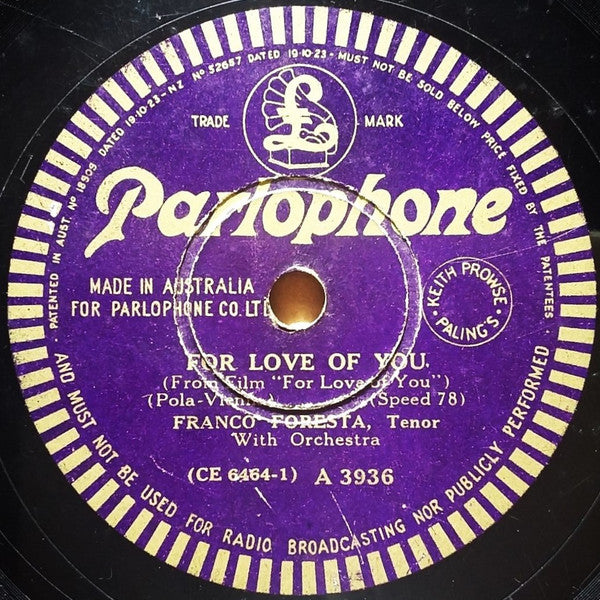 PATENTED IN AUST. No 18909 DATED 19·10·23-NZ No 52687 DATED 19·10·23 – MUST NOT BE SOLD BELOW PRICE FIXED BY THE PATENTEES
TRADE £ MARK
Parlophone
MADE IN AUSTRALIA
FOR PARLOPHONE CO. LTD
KEITH PROWSE · PALING'S ·
FOR LOVE OF YOU.
(From Film "For Love of You")
(Speed 78)
FRANCO FORESTA, Tenor
With Orchestra
(CE 6464-1) A 3936
AND MUST NOT BE USED FOR RADIO BROADCASTING NOR PUBLICLY PERFORMED